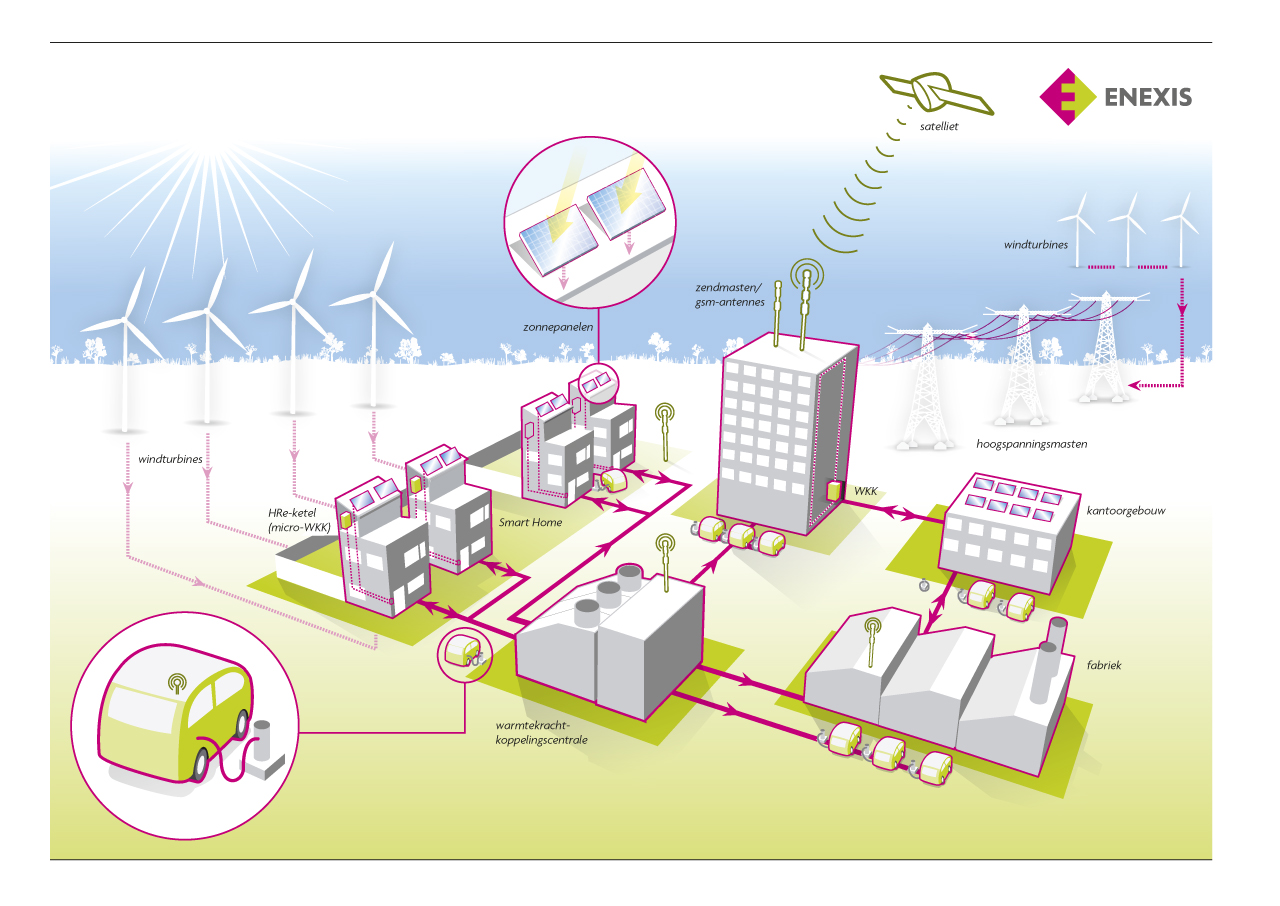 ENEXIS
satelliet
windturbines
zendmasten/
gsm-antennes
zonnepanelen
hoogspanningsmasten
windturbines
HRe-ketel
(micro-WKK)
Smart Home
WKK
kantoorgebouw
fabriek
warmtekracht-
koppelingscentrale